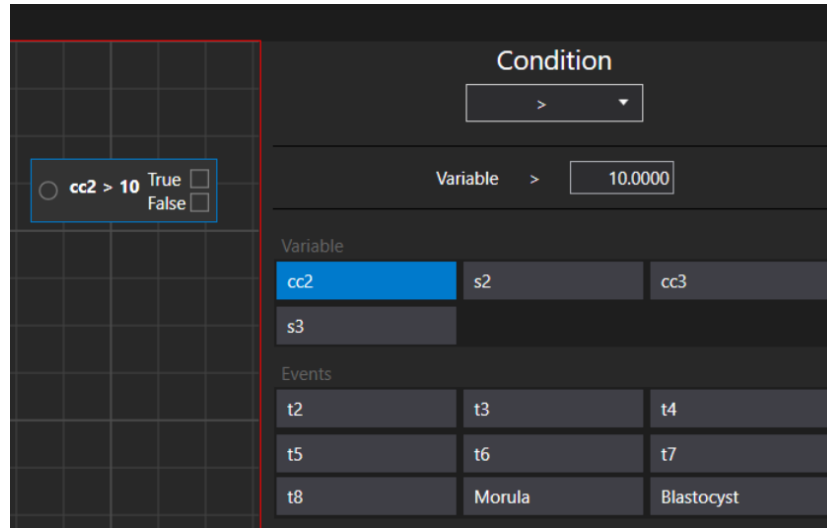 cc2 > 10 True
False
Condition
>
Variable > 10.0000
Variable
cc2 s2 cc3
s3
Events
t2 t3 t4
t5 t6 t7
t8 Morula Blastocyst